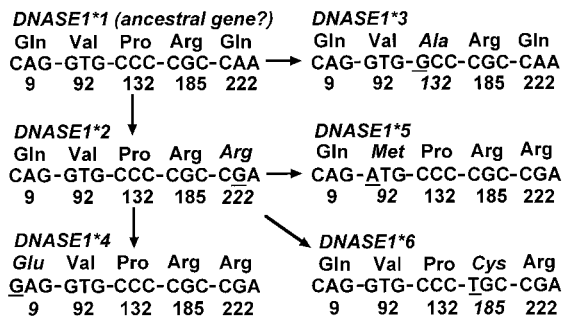 DNASE1*1 (ancestral gene?)
Gln Val Pro Arg Gln
CAG-GTG-CCC-CGC-CAA
9 92 132 185 222
DNASE1*3
Gln Val Ala Arg Gln
CAG-GTG-GCC-CGC-CAA
9 92 132 185 222
DNASE1*2
Gln Val Pro Arg Arg
CAG-GTG-CCC-CGC-CGA
9 92 132 185 222
DNASE1*5
Gln Met Pro Arg Arg
CAG-ATG-CCC-CGC-CGA
9 92 132 185 222
DNASE1*4
Glu Val Pro Arg Arg
GAG-GTG-CCC-CGC-CGA
9 92 132 185 222
DNASE1*6
Gln Val Pro Cys Arg
CAG-GTG-CCC-TGC-CGA
9 92 132 185 222